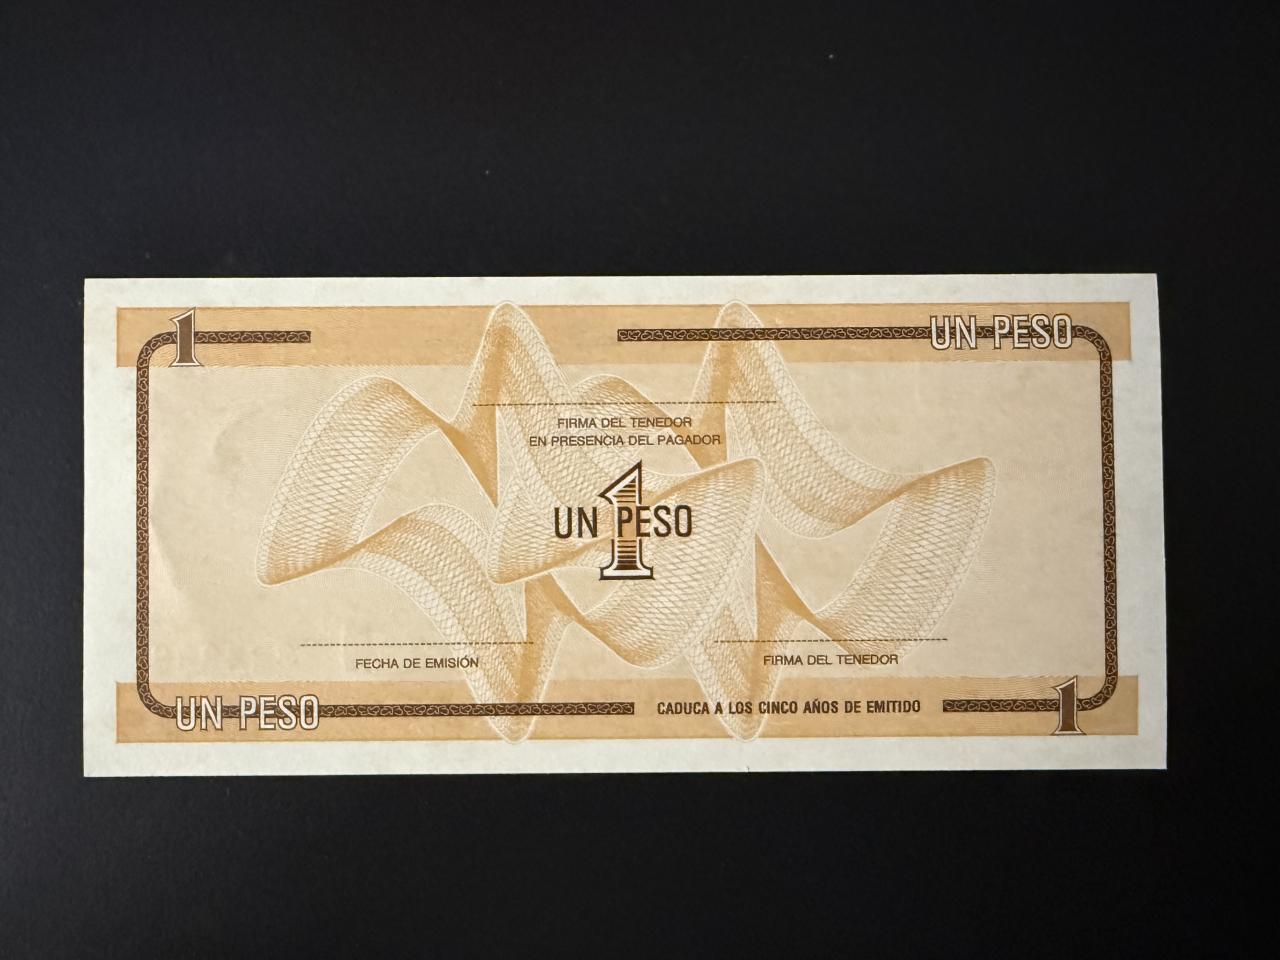 1
UN PESO
FIRMA DEL TENEDOR
EN PRESENCIA DEL PAGADOR
1
UN PESO
FECHA DE EMISIÓN
FIRMA DEL TENEDOR
UN PESO
CADUCA A LOS CINCO AÑOS DE EMITIDO
1